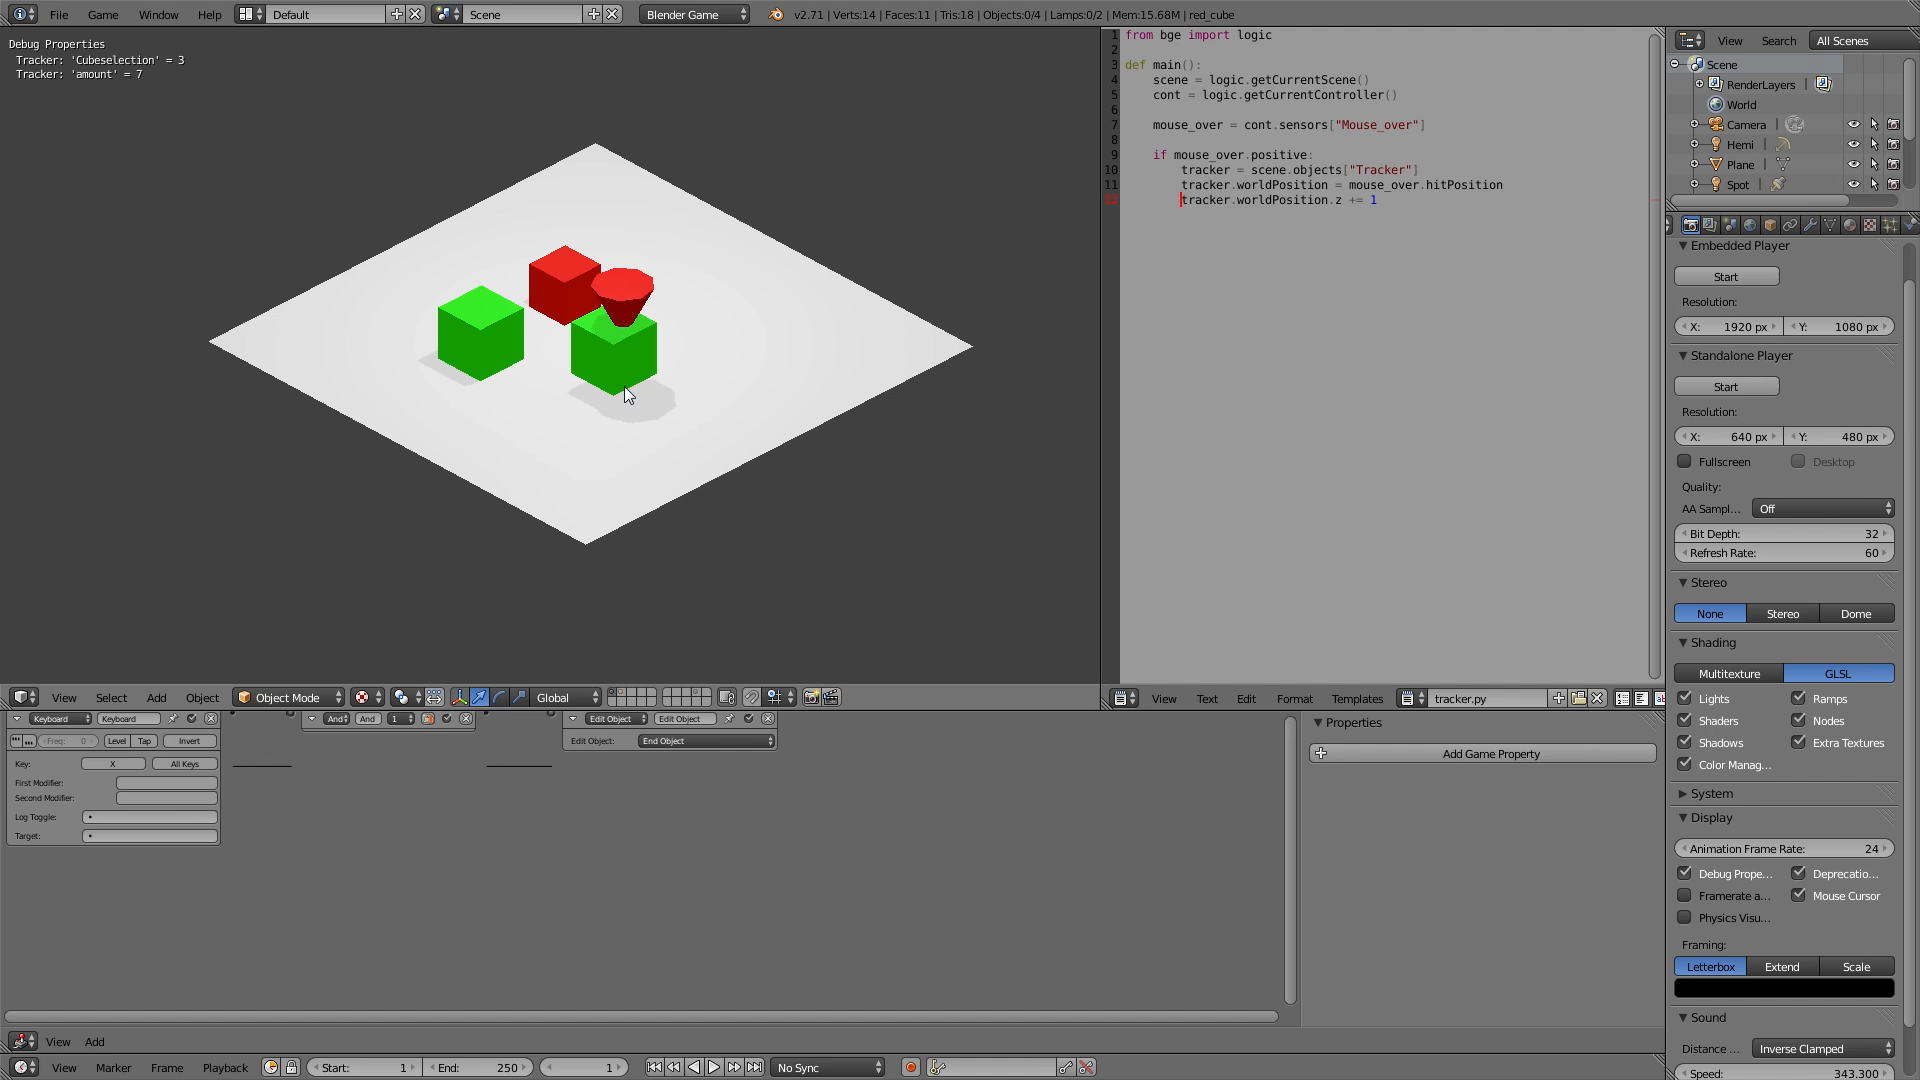 File Game Window Help Default Scene Blender Game v2.71 | Verts:14 | Faces:11 | Tris:18 | Objects:0/4 | Lamps:0/2 | Mem:15.68M | red_cube
Debug Properties
Tracker: 'Cubeselection' = 3
Tracker: 'amount' = 7
1 from bge import logic
2
3 def main():
4 scene = logic.getCurrentScene()
5 cont = logic.getCurrentController()
6
7 mouse_over = cont.sensors["Mouse_over"]
8
9 if mouse_over.positive:
10 tracker = scene.objects["Tracker"]
11 tracker.worldPosition = mouse_over.hitPosition
12 tracker.worldPosition.z += 1
View Search All Scenes
Scene
RenderLayers
World
Camera
Hemi
Plane
Spot
Embedded Player
Start
Resolution:
X: 1920 px Y: 1080 px
Standalone Player
Start
Resolution:
X: 640 px Y: 480 px
Fullscreen Desktop
Quality:
AA Sampl... Off
Bit Depth: 32
Refresh Rate: 60
Stereo
None Stereo Dome
Shading
Multitexture GLSL
Lights Ramps
Shaders Nodes
Shadows Extra Textures
Color Manag...
System
Display
Animation Frame Rate: 24
Debug Prope... Deprecatio...
Framerate a... Mouse Cursor
Physics Visu...
Framing:
Letterbox Extend Scale
Sound
Distance ... Inverse Clamped
Speed: 343.300
View Select Add Object Object Mode Global
View Text Edit Format Templates tracker.py
Keyboard Keyboard And And 1 Edit Object Edit Object
Freq: 0 Level Tap Invert
Edit Object: End Object
Key: X All Keys
First Modifier:
Second Modifier:
Log Toggle:
Target:
Properties
Add Game Property
View Add
View Marker Frame Playback Start: 1 End: 250 1 No Sync